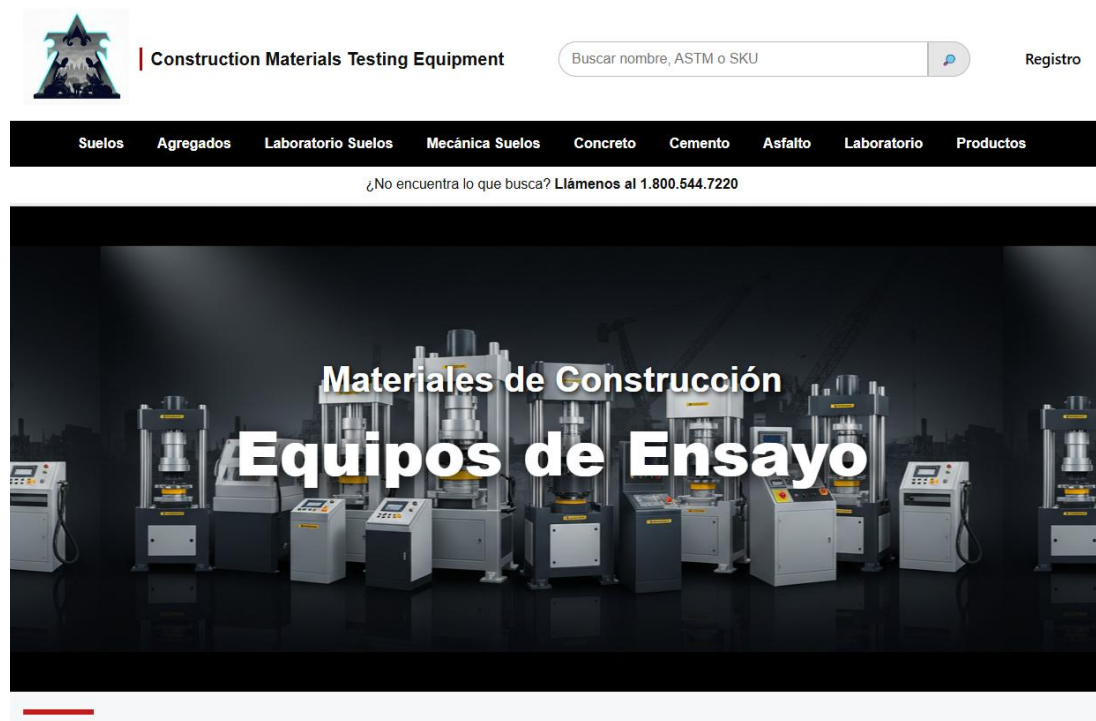 Construction Materials Testing Equipment
Buscar nombre, ASTM o SKU
Registro
Suelos Agregados Laboratorio Suelos Mecánica Suelos Concreto Cemento Asfalto Laboratorio Productos
¿No encuentra lo que busca? Llámenos al 1.800.544.7220
Materiales de Construcción
Equipos de Ensayo